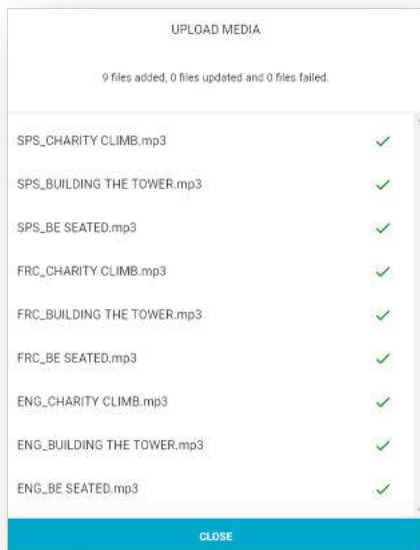 UPLOAD MEDIA
9 files added, 0 files updated and 0 files failed.
SPS_CHARITY CLIMB.mp3
SPS_BUILDING THE TOWER.mp3
SPS_BE SEATED.mp3
FRC_CHARITY CLIMB.mp3
FRC_BUILDING THE TOWER.mp3
FRC_BE SEATED.mp3
ENG_CHARITY CLIMB.mp3
ENG_BUILDING THE TOWER.mp3
ENG_BE SEATED.mp3
CLOSE